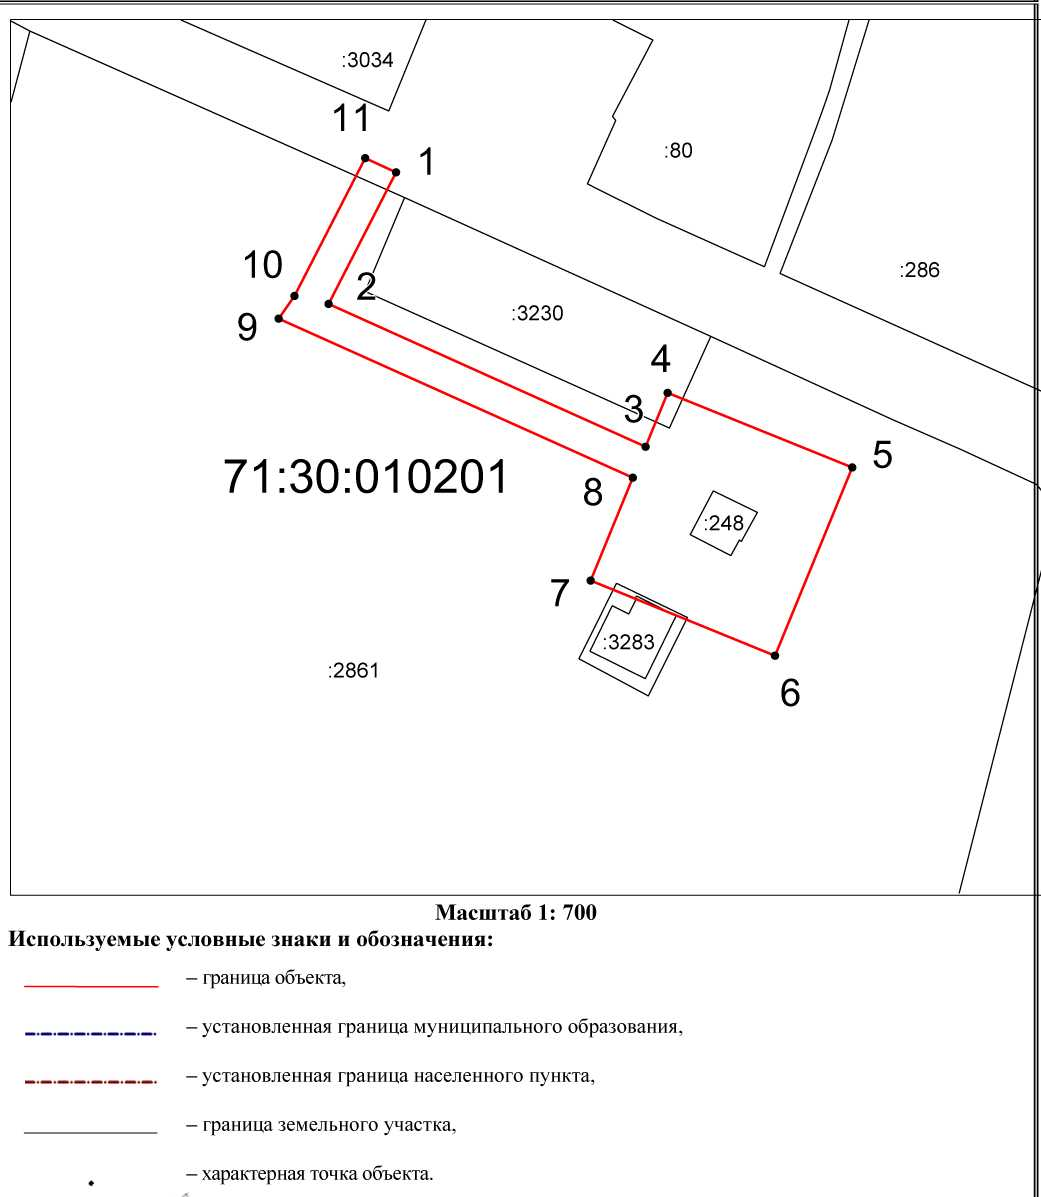 :3034
11
1
:80
10
2
:286
9
:3230
4
3
5
71:30:010201
8
:248
7
:3283
:2861
6
Масштаб 1: 700
Используемые условные знаки и обозначения:
– граница объекта,
– установленная граница муниципального образования,
– установленная граница населенного пункта,
– граница земельного участка,
– характерная точка объекта.